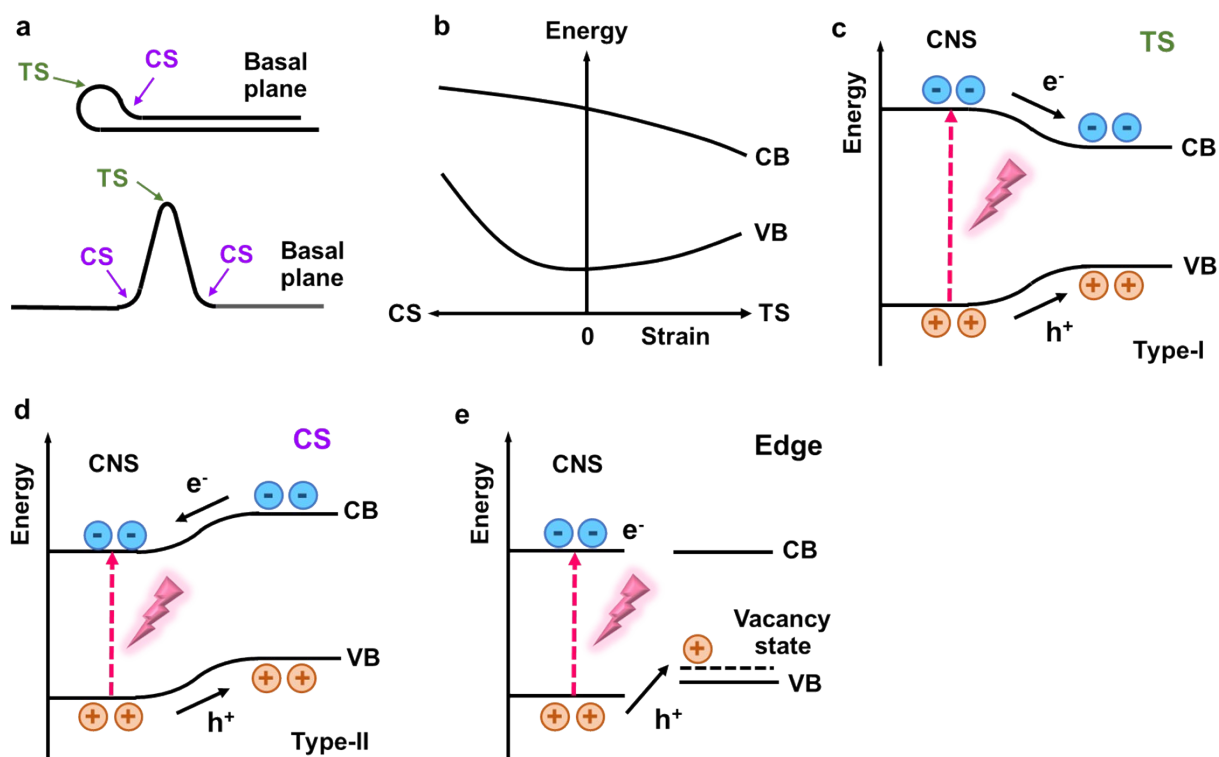 a
TS
CS
Basal
plane
TS
CS
CS
Basal
plane
b
Energy
CB
VB
CS
0
Strain
TS
c
Energy
CNS
TS
e-
- -
- -
CB
VB
+ +
+ +
h+
Type-I
d
Energy
CNS
CS
e-
- -
- -
CB
VB
+ +
+ +
h+
Type-II
e
Energy
CNS
Edge
- -
e-
CB
Vacancy
state
+
VB
+ +
h+